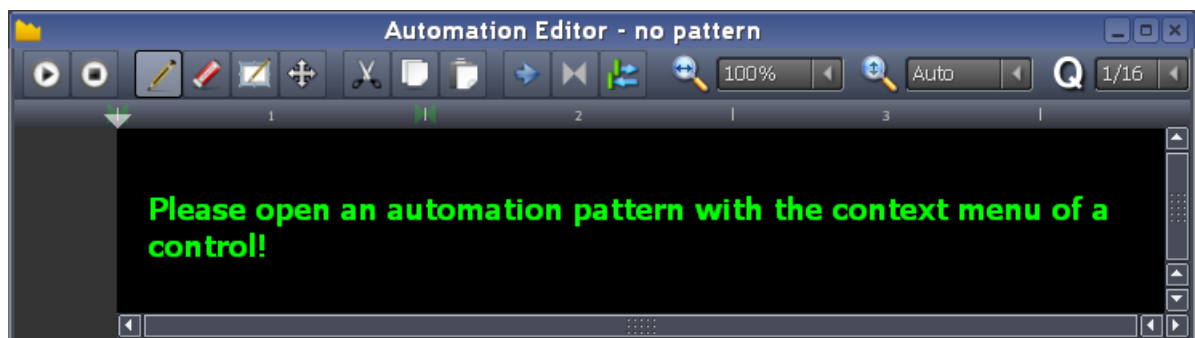 Automation Editor - no pattern
100% Auto Q 1/16
1 2 3
Please open an automation pattern with the context menu of a
control!